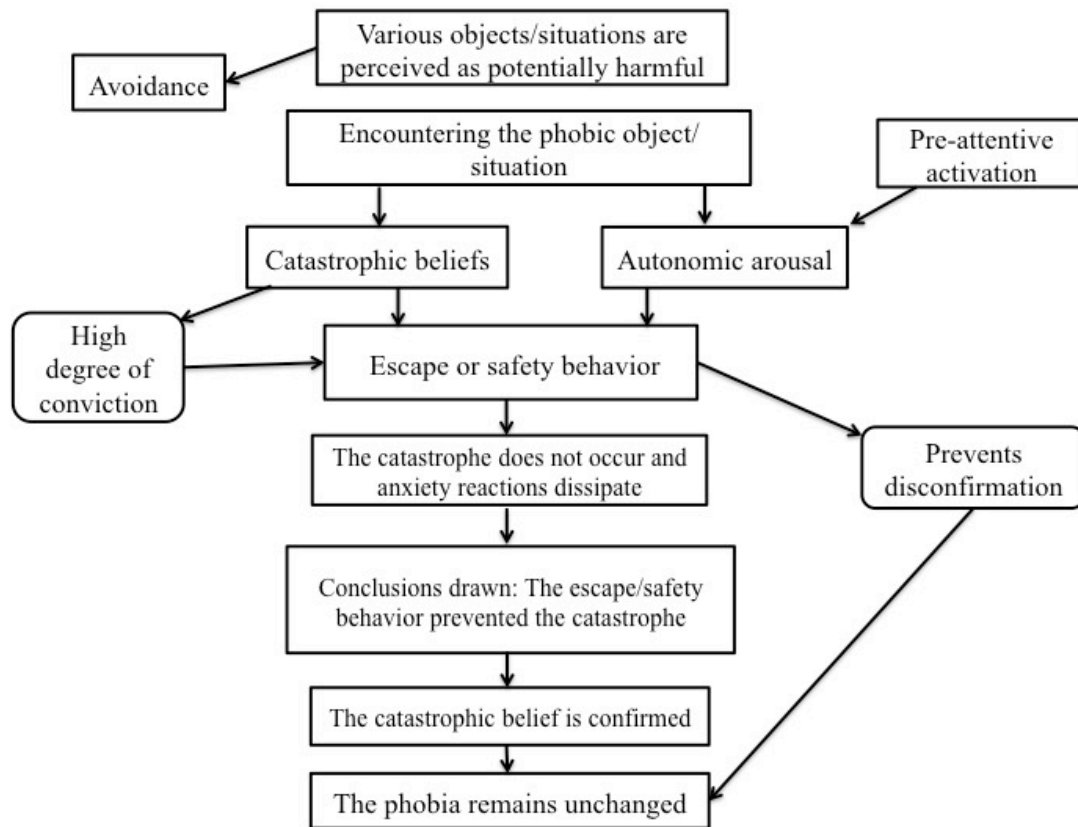 Various objects/situations are
perceived as potentially harmful
Avoidance
Encountering the phobic object/
situation
Pre-attentive
activation
Catastrophic beliefs
Autonomic arousal
High
degree of
conviction
Escape or safety behavior
The catastrophe does not occur and
anxiety reactions dissipate
Prevents
disconfirmation
Conclusions drawn: The escape/safety
behavior prevented the catastrophe
The catastrophic belief is confirmed
The phobia remains unchanged